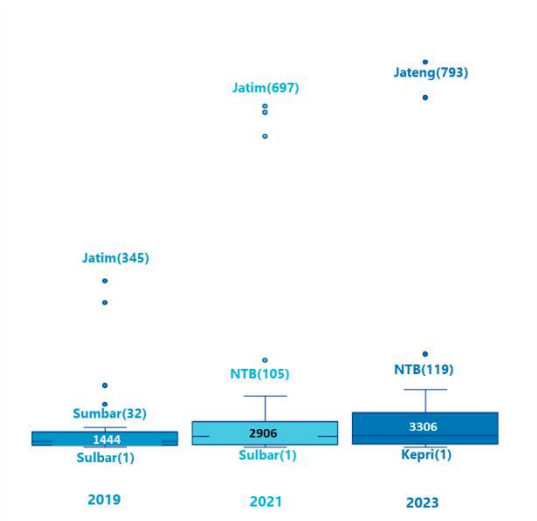 Jateng(793)
Jatim(697)
Jatim(345)
NTB(119)
NTB(105)
Sumbar(32)
3306
2906
1444
Sulbar(1)
Sulbar(1)
Kepri(1)
2019
2021
2023